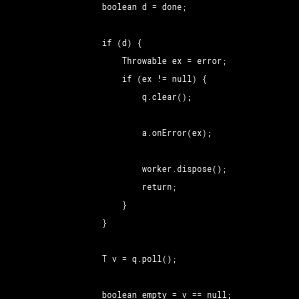 boolean d = done;
if (d) {
Throwable ex = error;
if (ex != null) {
q.clear();
a.onError(ex);
worker.dispose();
return;
}
}
T v = q.poll();
boolean empty = v == null;